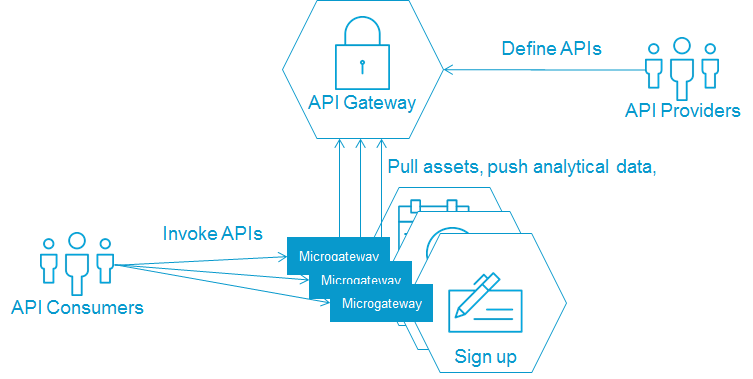 Define APIs
API Gateway
API Providers
Pull assets, push analytical data,
Invoke APIs
Microgateway
Microgateway
Microgateway
API Consumers
Sign up